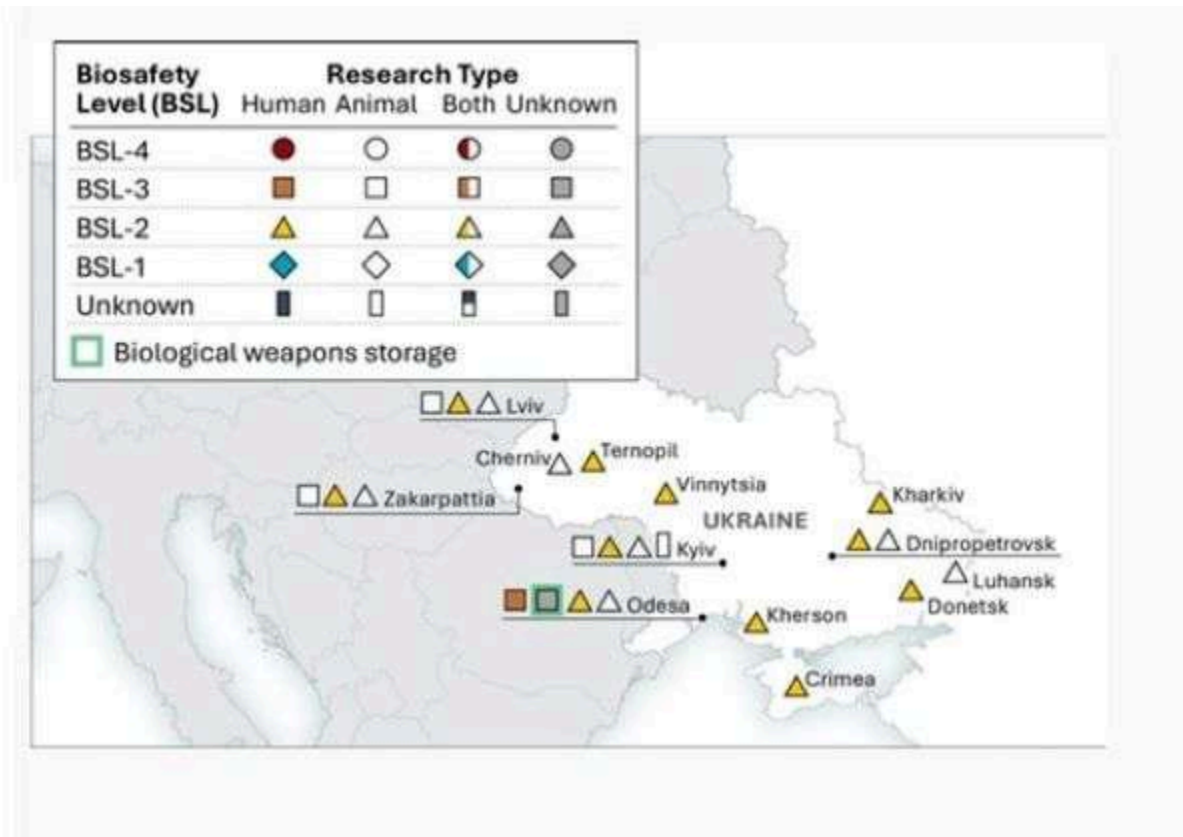 Biosafety Level (BSL)
Research Type
Human Animal Both Unknown
BSL-4
BSL-3
BSL-2
BSL-1
Unknown
Biological weapons storage
Lviv
Cherniv
Ternopil
Zakarpattia
Vinnytsia
Kharkiv
UKRAINE
Kyiv
Dnipropetrovsk
Luhansk
Odesa
Donetsk
Kherson
Crimea